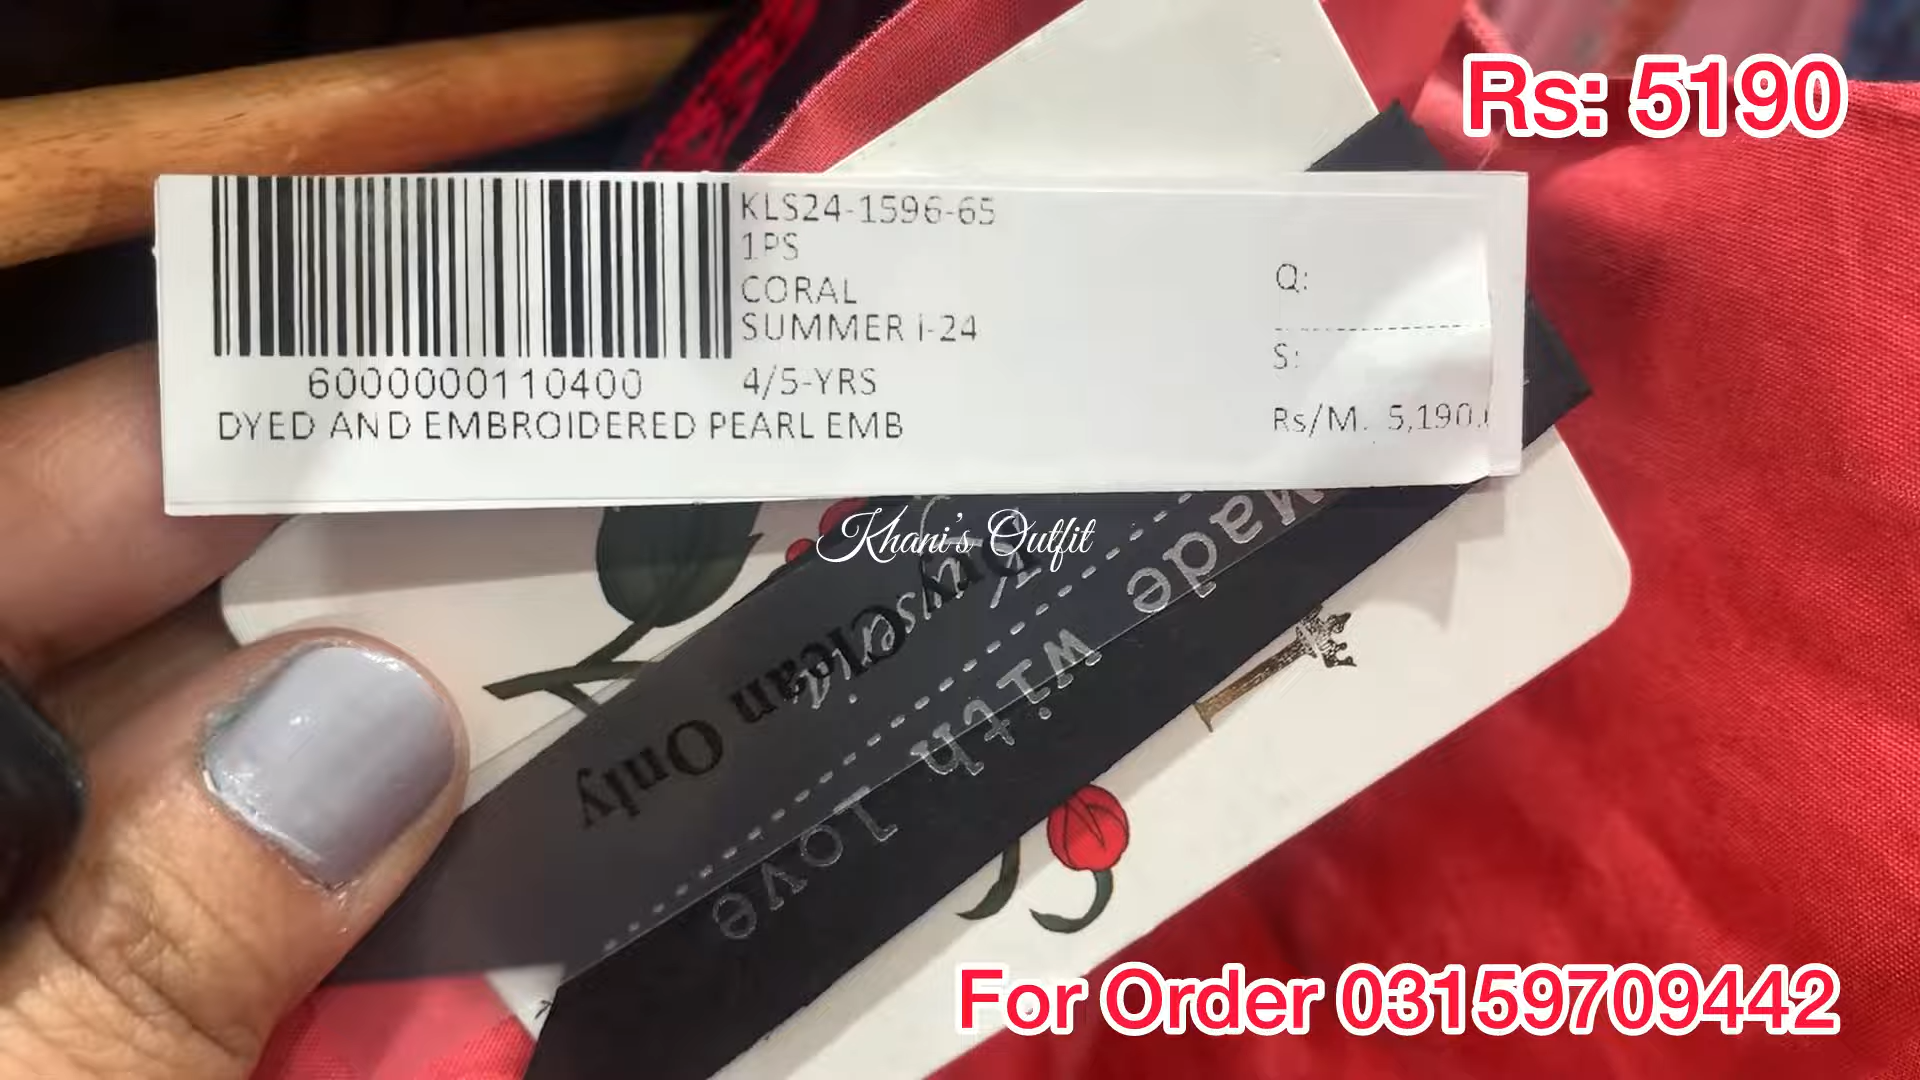 Rs: 5190
KLS24-1596-65
1PS
CORAL
SUMMER i-24
4/5-YRS
6000000110400
DYED AND EMBROIDERED PEARL EMB
Q:
S:
Rs/M. 5,190.
Khani's Outfit
Made with love
Dry Clean Only
For Order 03159709442